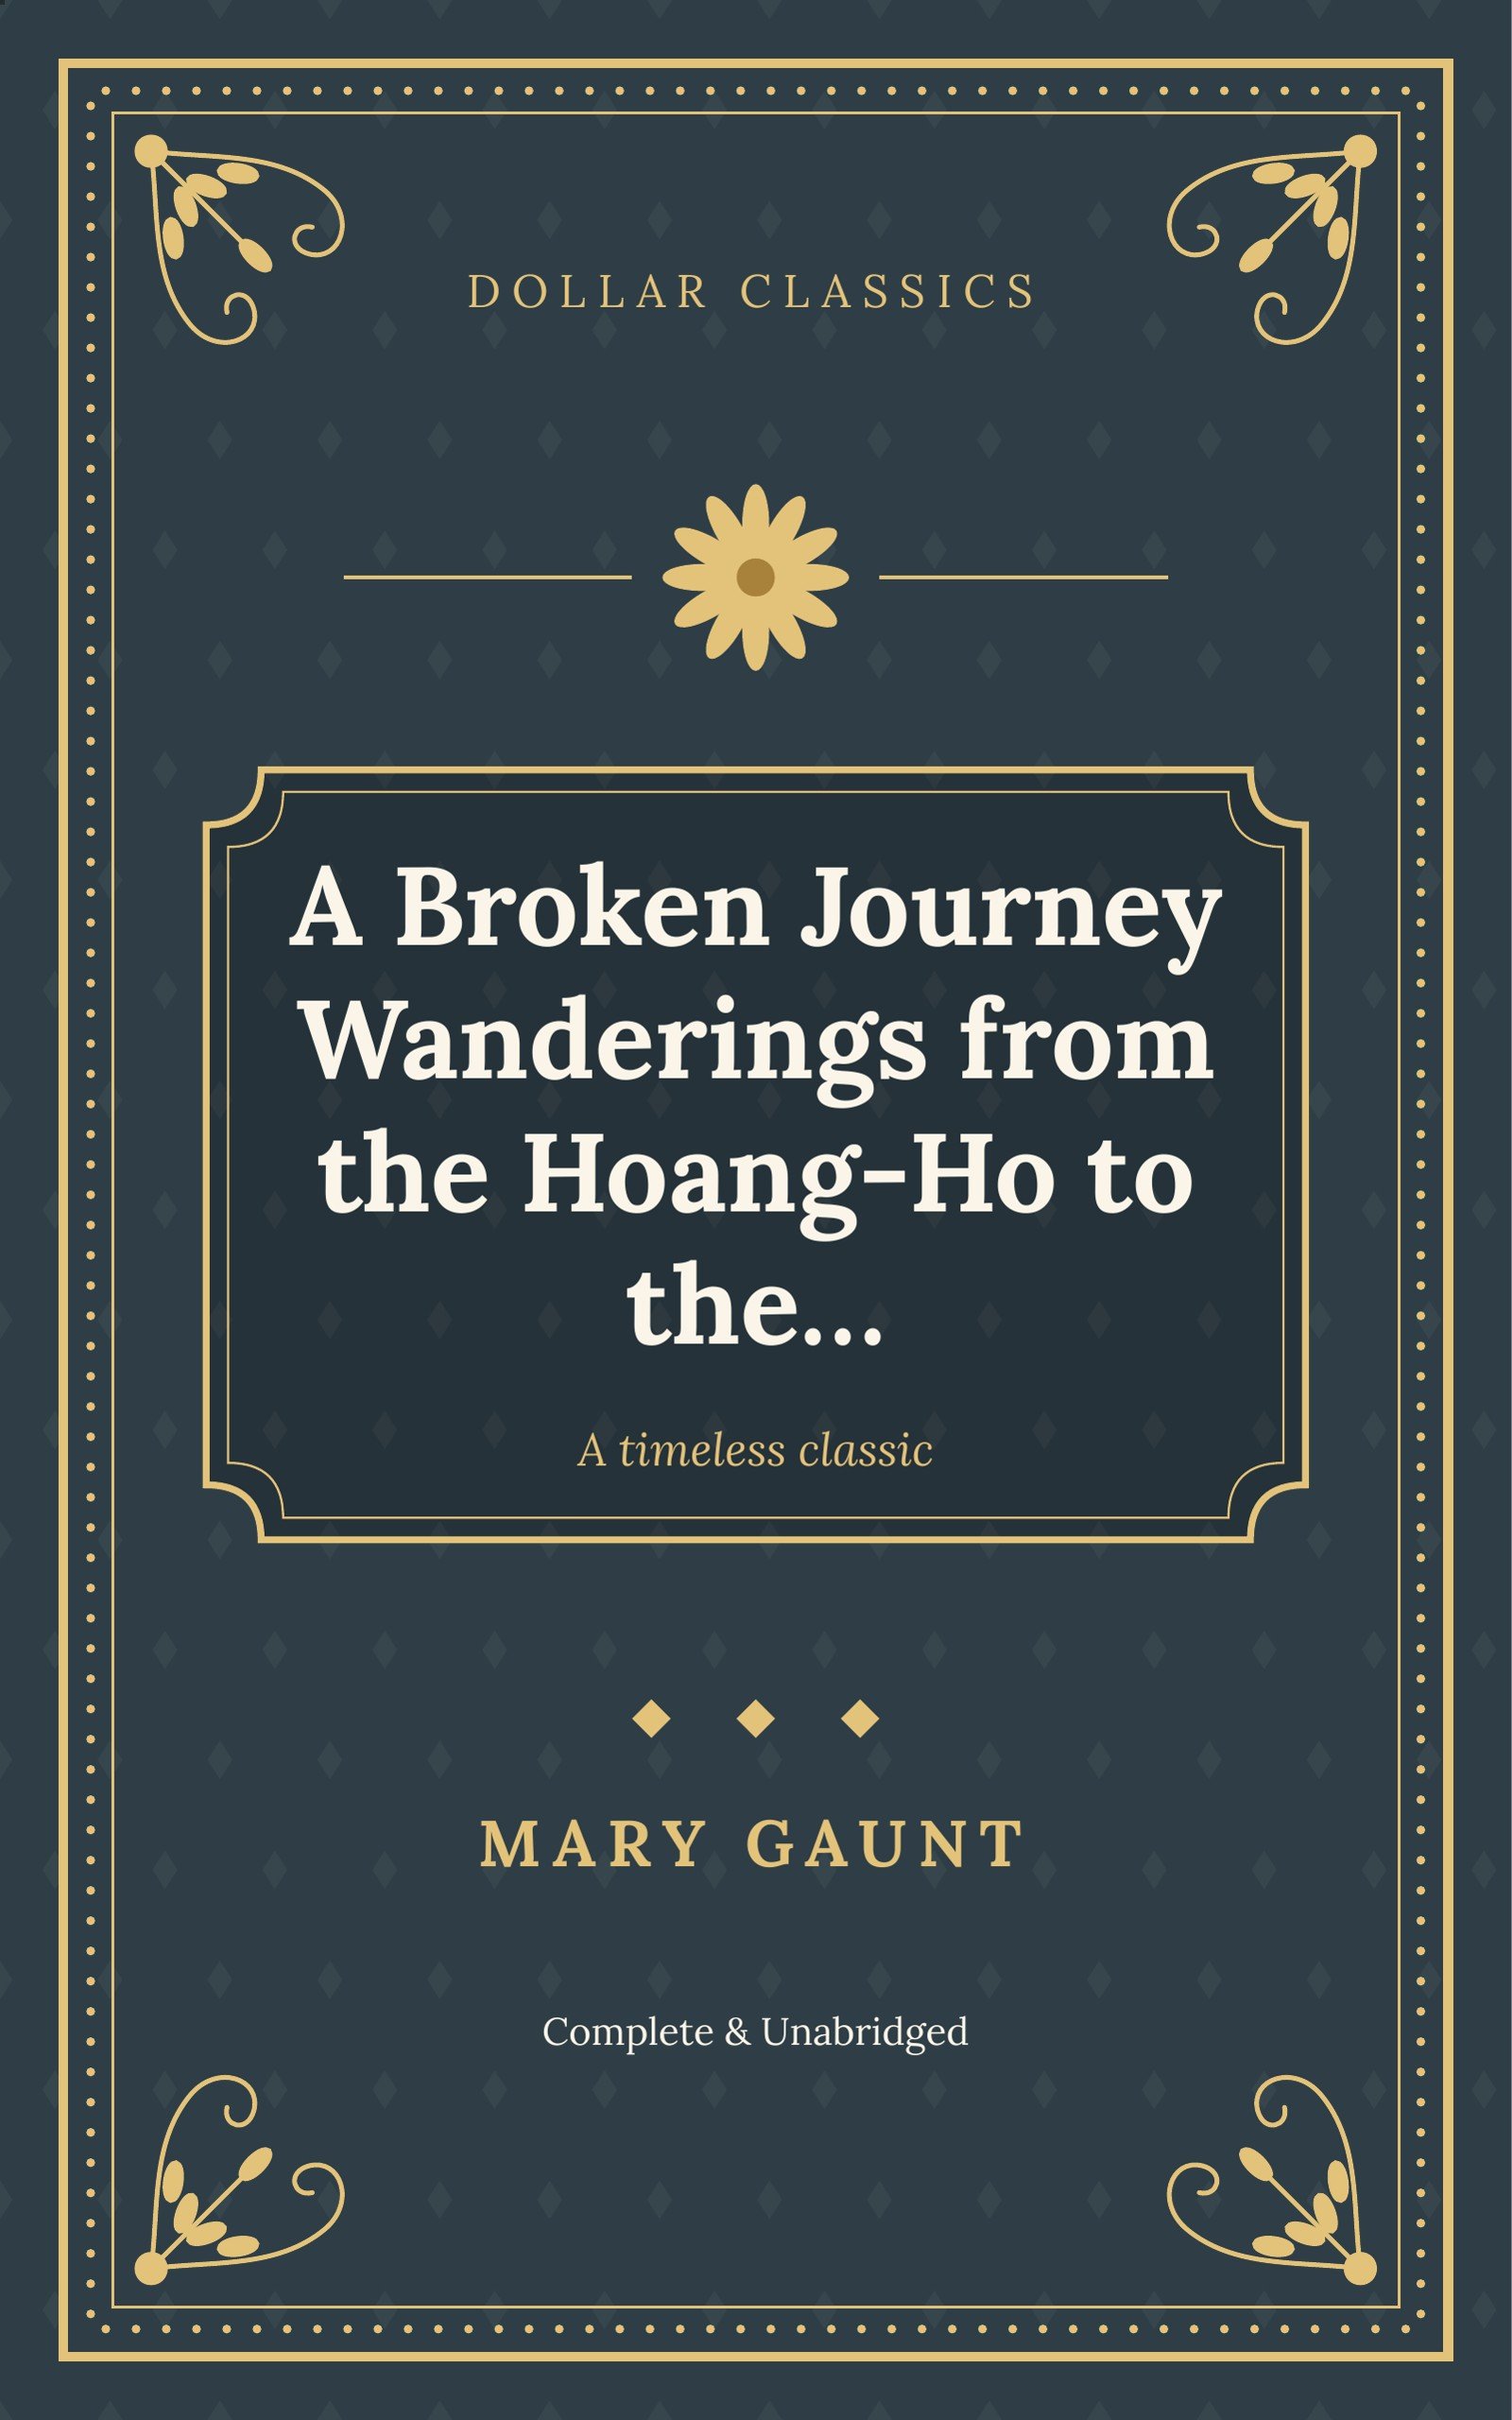 DOLLAR CLASSICS
A Broken Journey
Wanderings from
the Hoang-Ho to
the...
A timeless classic
MARY GAUNT
Complete & Unabridged